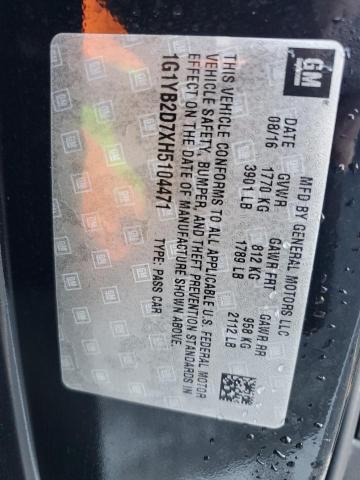 GM
MFD BY GENERAL MOTORS LLC
DATE GVWR GAWR FRT GAWR RR
08/16 1770 KG 812 KG 958 KG
3901 LB 1789 LB 2112 LB
THIS VEHICLE CONFORMS TO ALL APPLICABLE U.S. FEDERAL MOTOR
VEHICLE SAFETY, BUMPER, AND THEFT PREVENTION STANDARDS IN
EFFECT ON THE DATE OF MANUFACTURE SHOWN ABOVE.
1G1YB2D7XH5104471 TYPE: PASS CAR